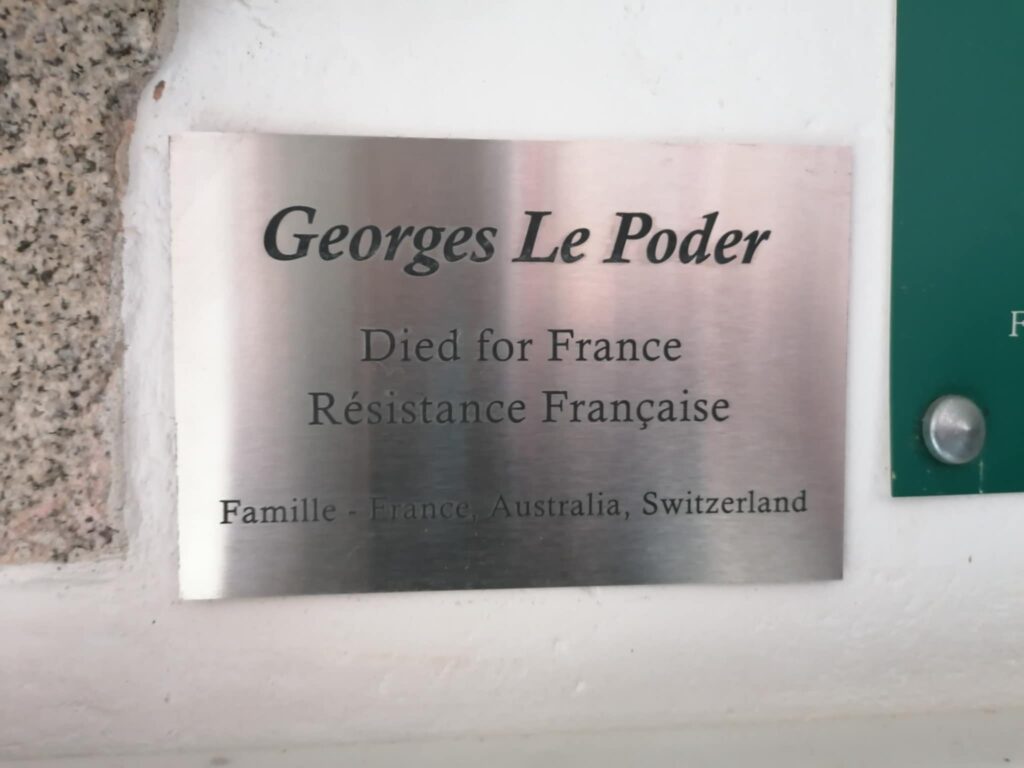 Georges Le Poder
Died for France
Résistance Française
Famille - France, Australia, Switzerland
F